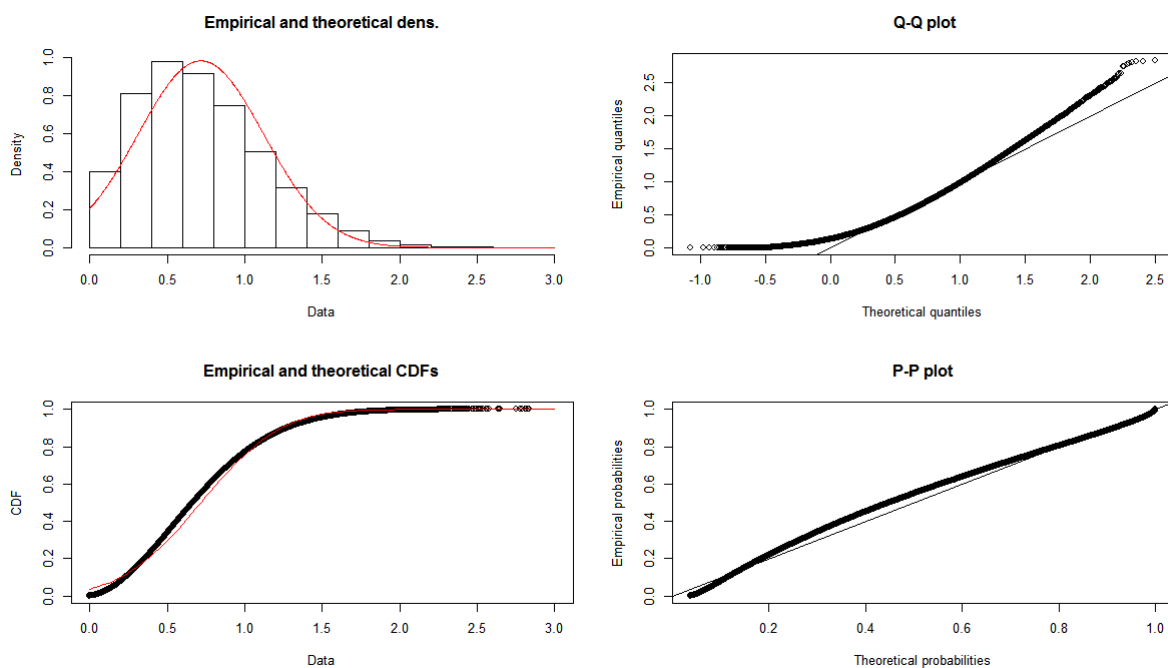 Empirical and theoretical dens.
Density
0.0 0.2 0.4 0.6 0.8 1.0
0.0 0.5 1.0 1.5 2.0 2.5 3.0
Data
Q-Q plot
Empirical quantiles
0.0 0.5 1.0 1.5 2.0 2.5
-1.0 -0.5 0.0 0.5 1.0 1.5 2.0 2.5
Theoretical quantiles
Empirical and theoretical CDFs
CDF
0.0 0.2 0.4 0.6 0.8 1.0
0.0 0.5 1.0 1.5 2.0 2.5 3.0
Data
P-P plot
Empirical probabilities
0.0 0.2 0.4 0.6 0.8 1.0
0.2 0.4 0.6 0.8 1.0
Theoretical probabilities